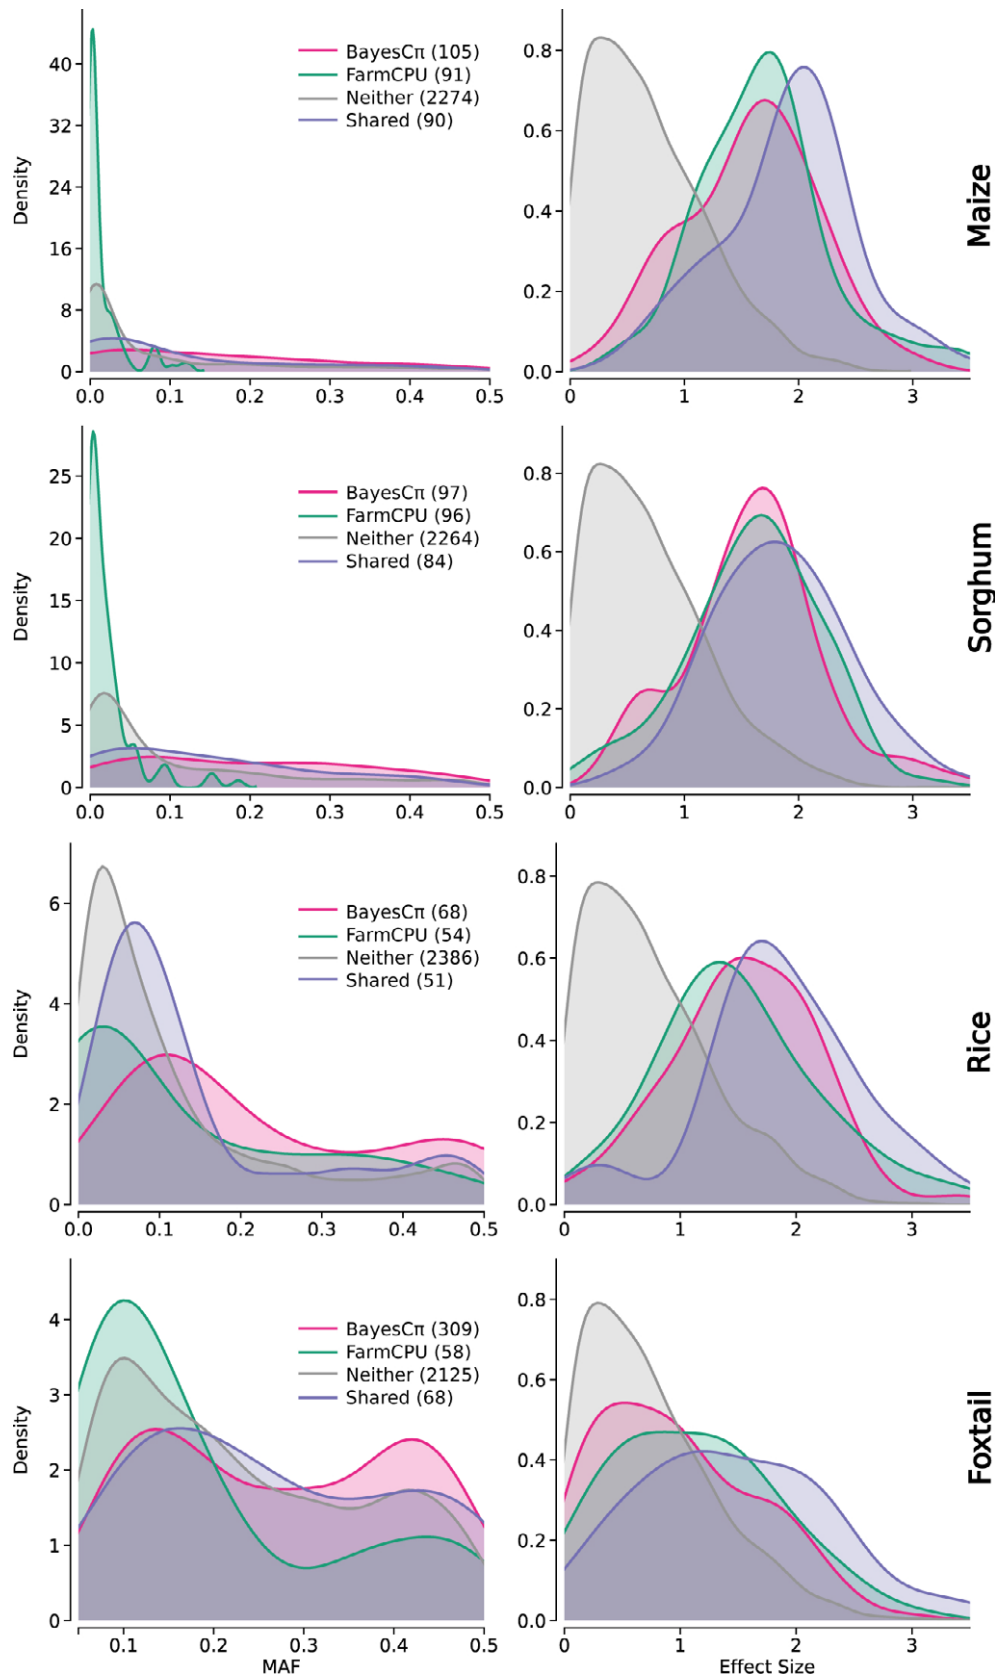 40
32
24
16
8
0
Density
BayesCπ (105)
FarmCPU (91)
Neither (2274)
Shared (90)
0.0 0.1 0.2 0.3 0.4 0.5
0.8
0.6
0.4
0.2
0.0
0 1 2 3
Maize
25
20
15
10
5
0
Density
BayesCπ (97)
FarmCPU (96)
Neither (2264)
Shared (84)
0.0 0.1 0.2 0.3 0.4 0.5
0.8
0.6
0.4
0.2
0.0
0 1 2 3
Sorghum
6
4
2
0
Density
BayesCπ (68)
FarmCPU (54)
Neither (2386)
Shared (51)
0.0 0.1 0.2 0.3 0.4 0.5
0.8
0.6
0.4
0.2
0.0
0 1 2 3
Rice
4
3
2
1
0
Density
BayesCπ (309)
FarmCPU (58)
Neither (2125)
Shared (68)
0.1 0.2 0.3 0.4 0.5
MAF
0.8
0.6
0.4
0.2
0.0
0 1 2 3
Effect Size
Foxtail